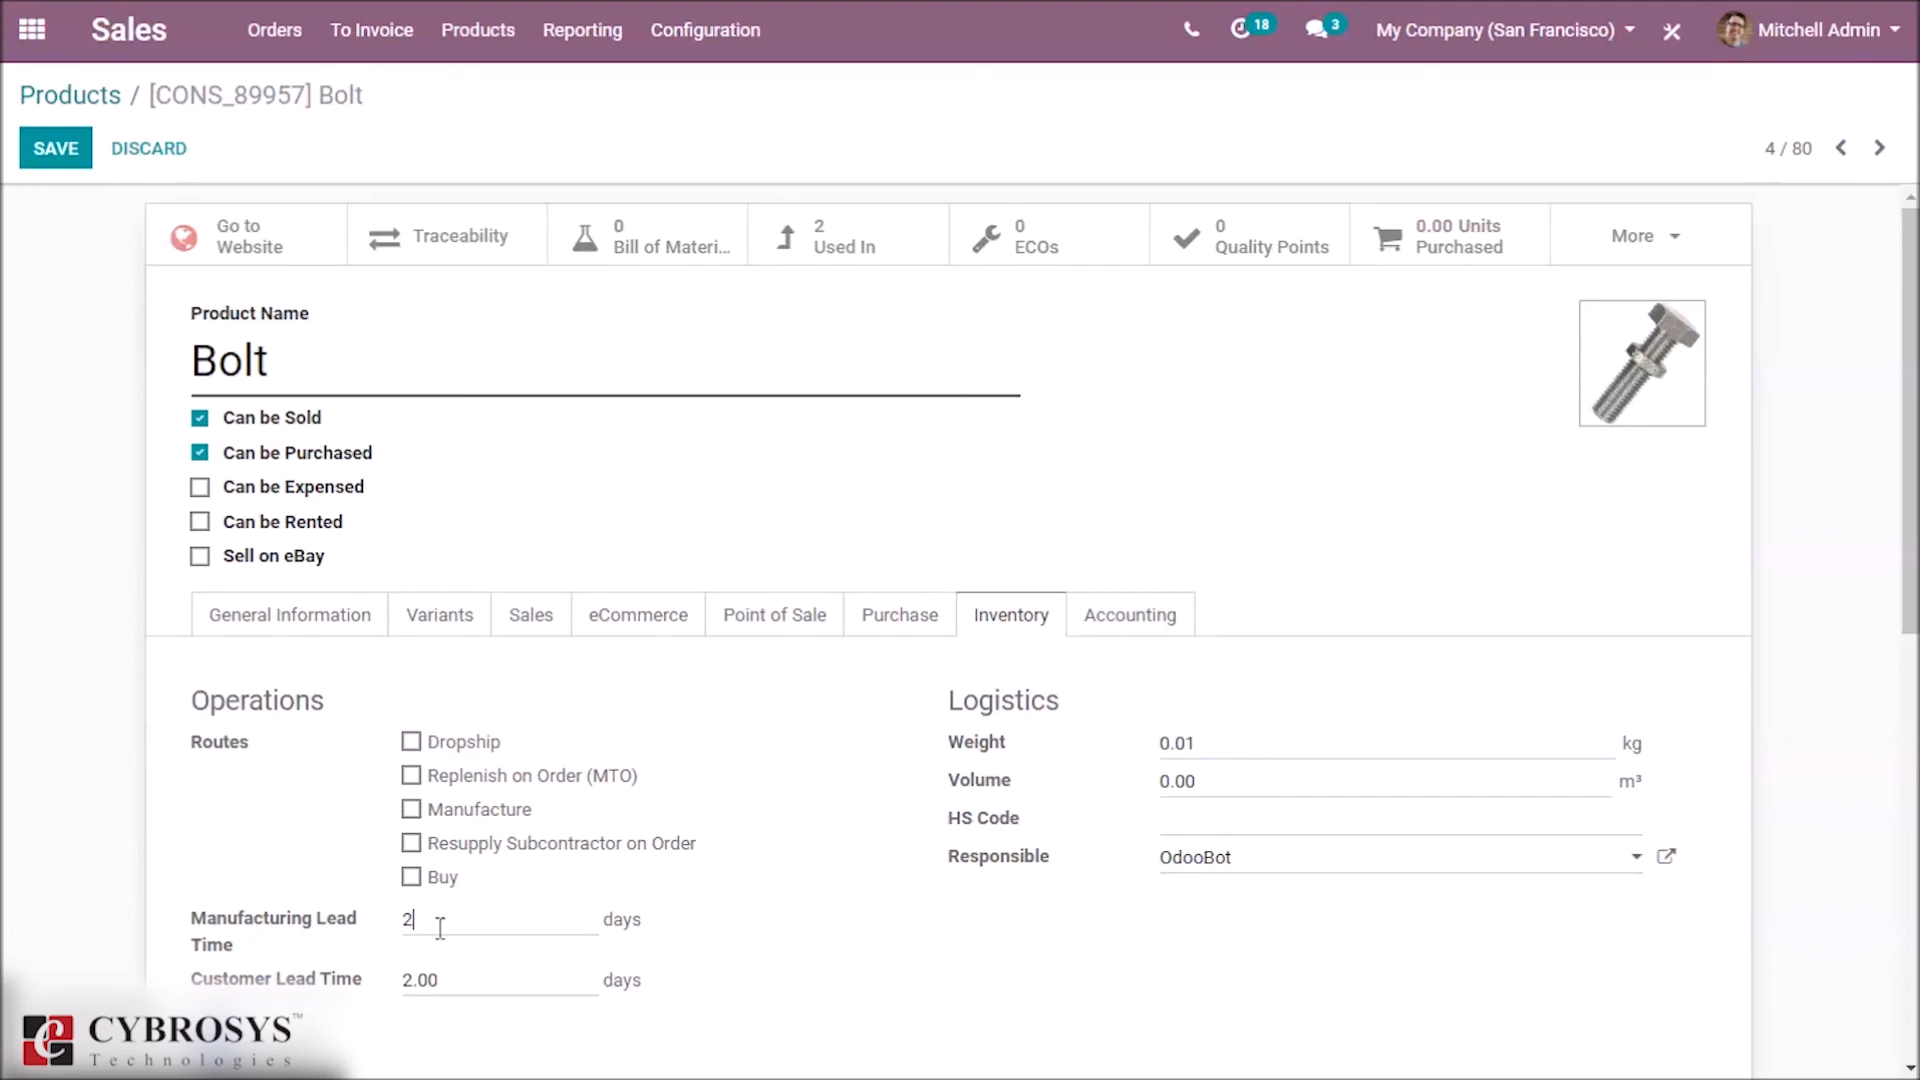 Sales
Orders
To Invoice
Products
Reporting
Configuration
18
3
My Company (San Francisco)
Mitchell Admin
Products / [CONS_89957] Bolt
SAVE
DISCARD
4 / 80
Go to
Website
Traceability
0
Bill of Materi...
2
Used In
0
ECOs
0
Quality Points
0.00 Units
Purchased
More
Product Name
Bolt
Can be Sold
Can be Purchased
Can be Expensed
Can be Rented
Sell on eBay
General Information
Variants
Sales
eCommerce
Point of Sale
Purchase
Inventory
Accounting
Operations
Routes
Dropship
Replenish on Order (MTO)
Manufacture
Resupply Subcontractor on Order
Buy
Manufacturing Lead
Time
2
days
Customer Lead Time
2.00
days
Logistics
Weight
0.01
kg
Volume
0.00
m³
HS Code
Responsible
OdooBot
CYBROSYS™
Technologies